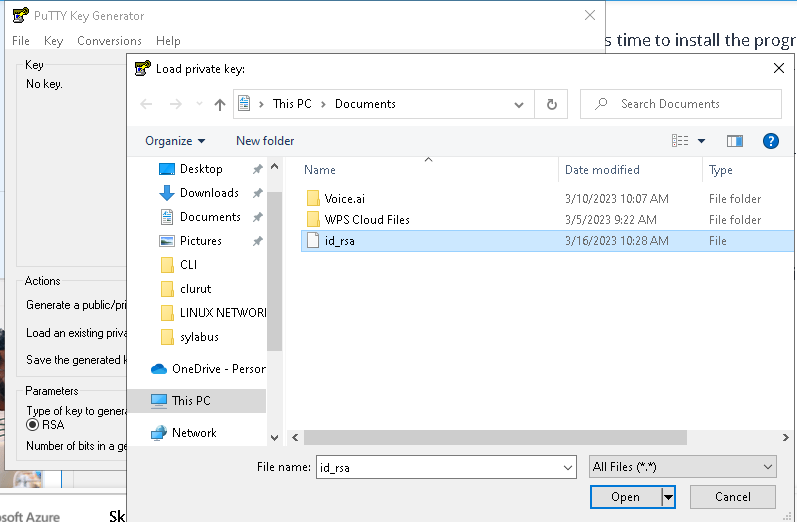 PuTTY Key Generator
File Key Conversions Help
s time to install the progr
Key
No key.
Load private key:
This PC > Documents
Search Documents
Organize New folder
Name Date modified Type
Desktop
Downloads
Documents
Pictures
CLI
clurut
LINUX NETWORK
sylabus
OneDrive - Person
This PC
Network
Voice.ai 3/10/2023 10:07 AM File folder
WPS Cloud Files 3/5/2023 9:22 AM File folder
id_rsa 3/16/2023 10:28 AM File
Actions
Generate a public/pri
Load an existing priva
Save the generated k
Parameters
Type of key to genera
RSA
Number of bits in a ge
File name: id_rsa All Files (*.*)
Open Cancel
osoft Azure
Sk